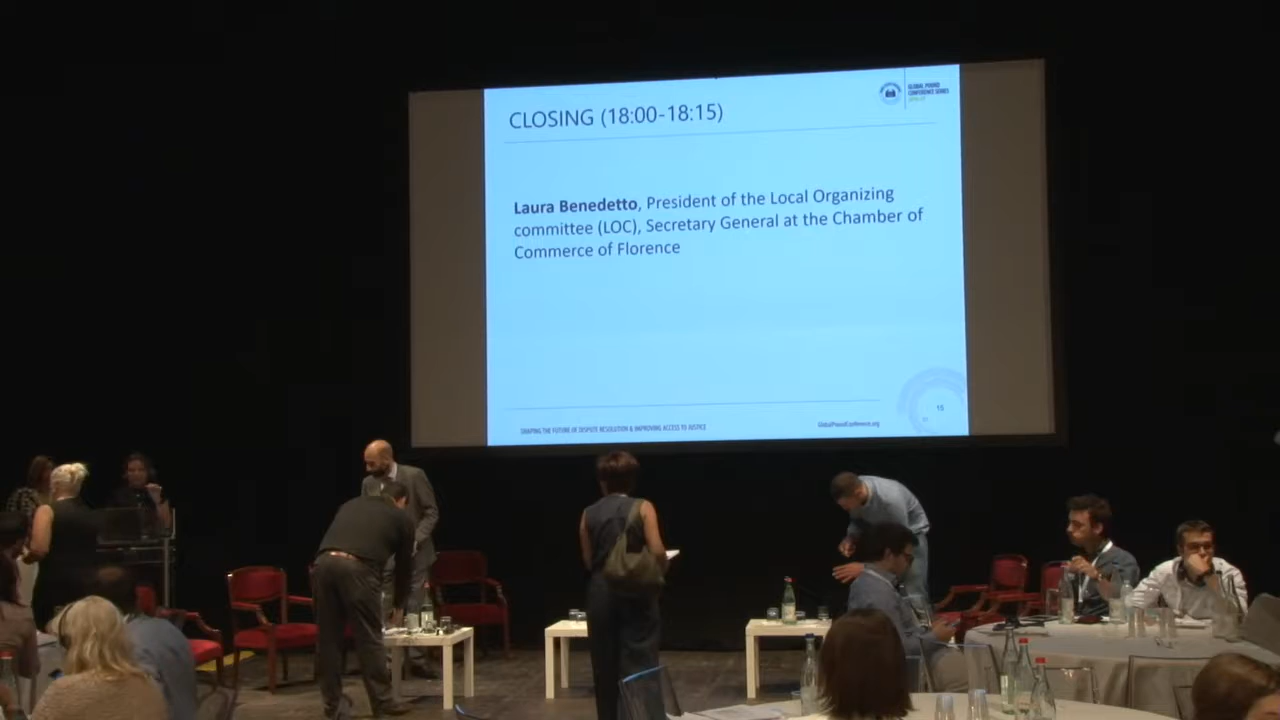 CLOSING (18:00-18:15)
GLOBAL POUND
CONFERENCE SERIES
Laura Benedetto, President of the Local Organizing
committee (LOC), Secretary General at the Chamber of
Commerce of Florence
15
SHAPING THE FUTURE OF DISPUTE RESOLUTION & IMPROVING ACCESS TO JUSTICE
GlobalPoundConference.org